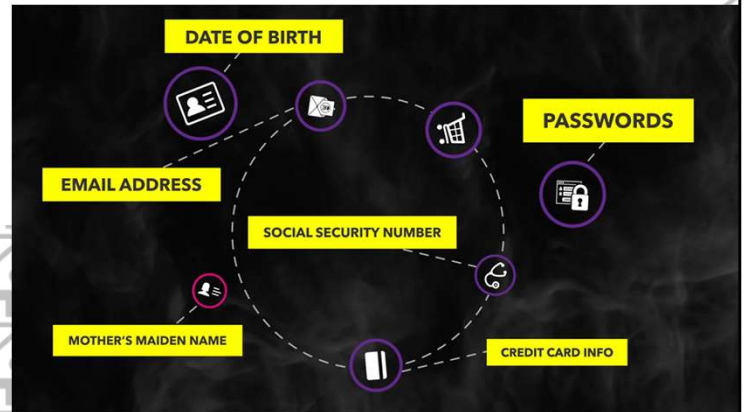 DATE OF BIRTH
PASSWORDS
EMAIL ADDRESS
SOCIAL SECURITY NUMBER
MOTHER'S MAIDEN NAME
CREDIT CARD INFO